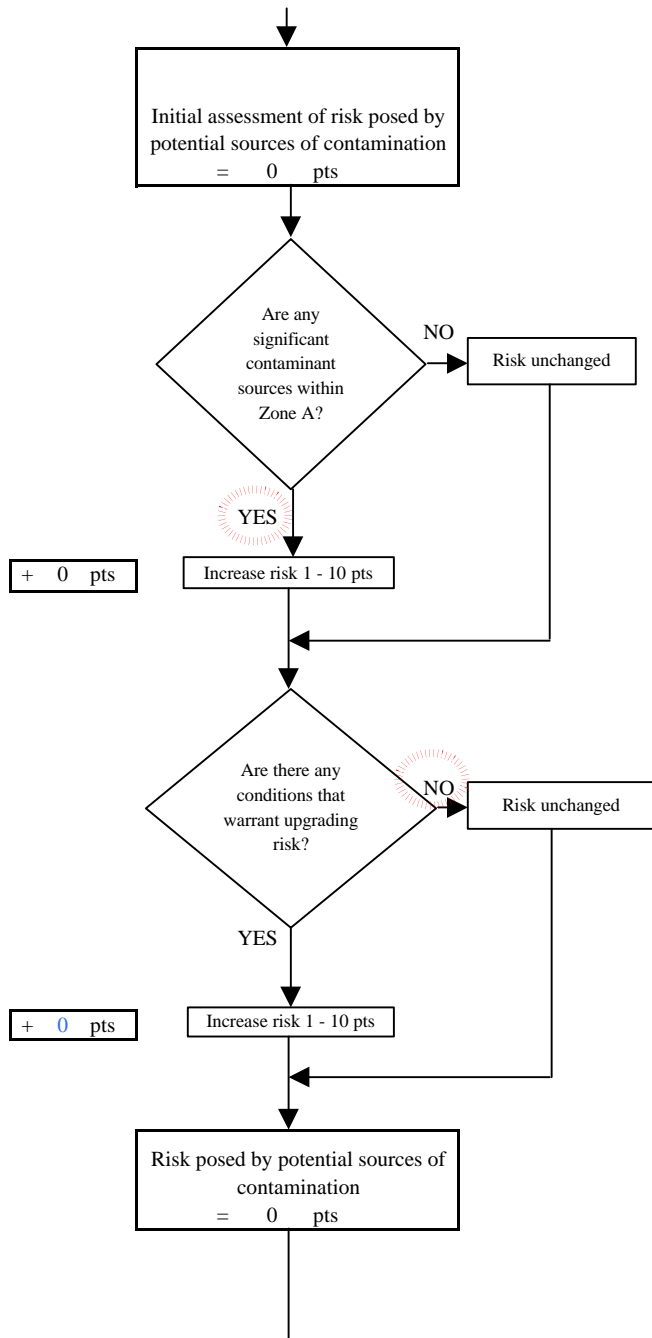 Initial assessment of risk posed by
potential sources of contamination
= 0 pts
Are any
significant
contaminant
sources within
Zone A?
NO
Risk unchanged
YES
+ 0 pts
Increase risk 1 - 10 pts
Are there any
conditions that
warrant upgrading
risk?
NO
Risk unchanged
YES
+ 0 pts
Increase risk 1 - 10 pts
Risk posed by potential sources of
contamination
= 0 pts